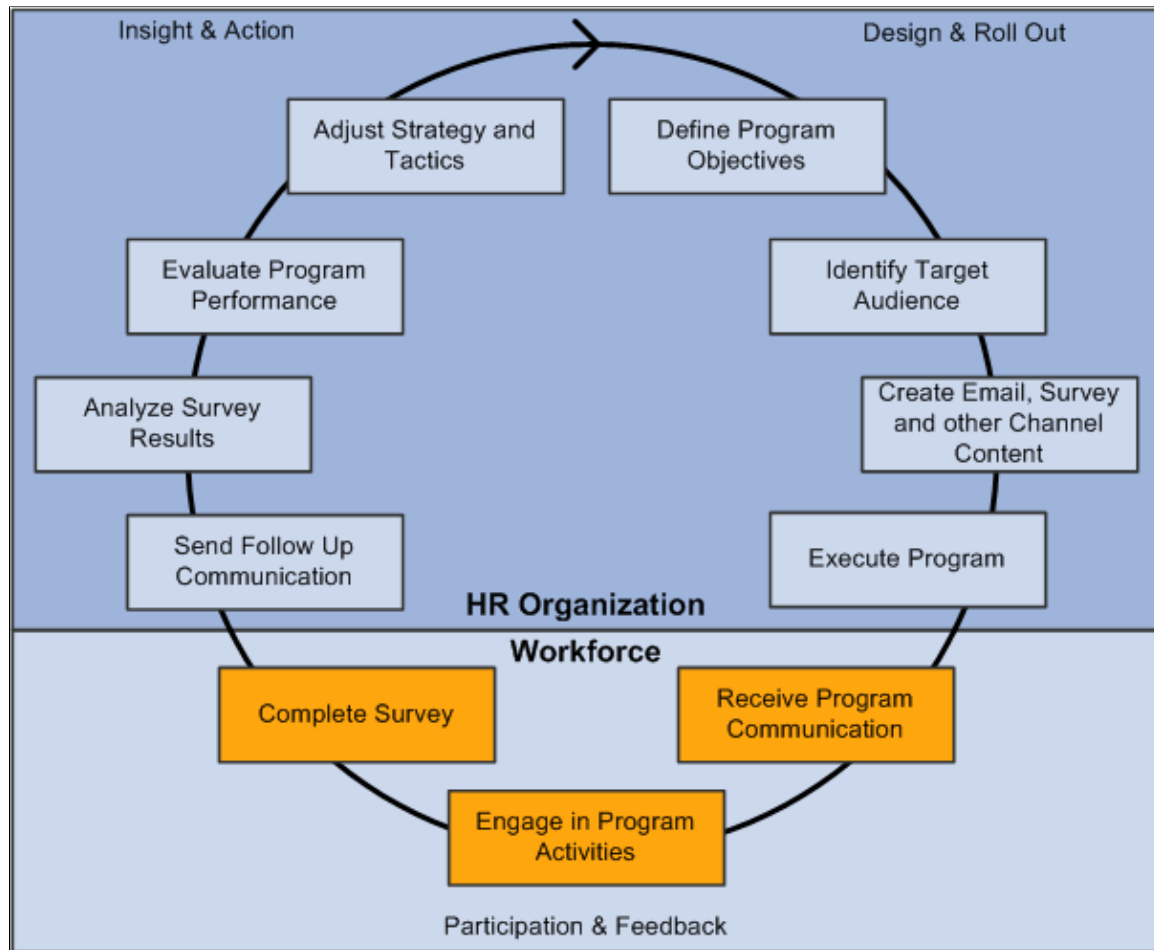 Insight & Action
Design & Roll Out
Adjust Strategy and
Tactics
Define Program
Objectives
Evaluate Program
Performance
Identify Target
Audience
Analyze Survey
Results
Create Email, Survey
and other Channel
Content
Send Follow Up
Communication
Execute Program
HR Organization
Workforce
Complete Survey
Receive Program
Communication
Engage in Program
Activities
Participation & Feedback